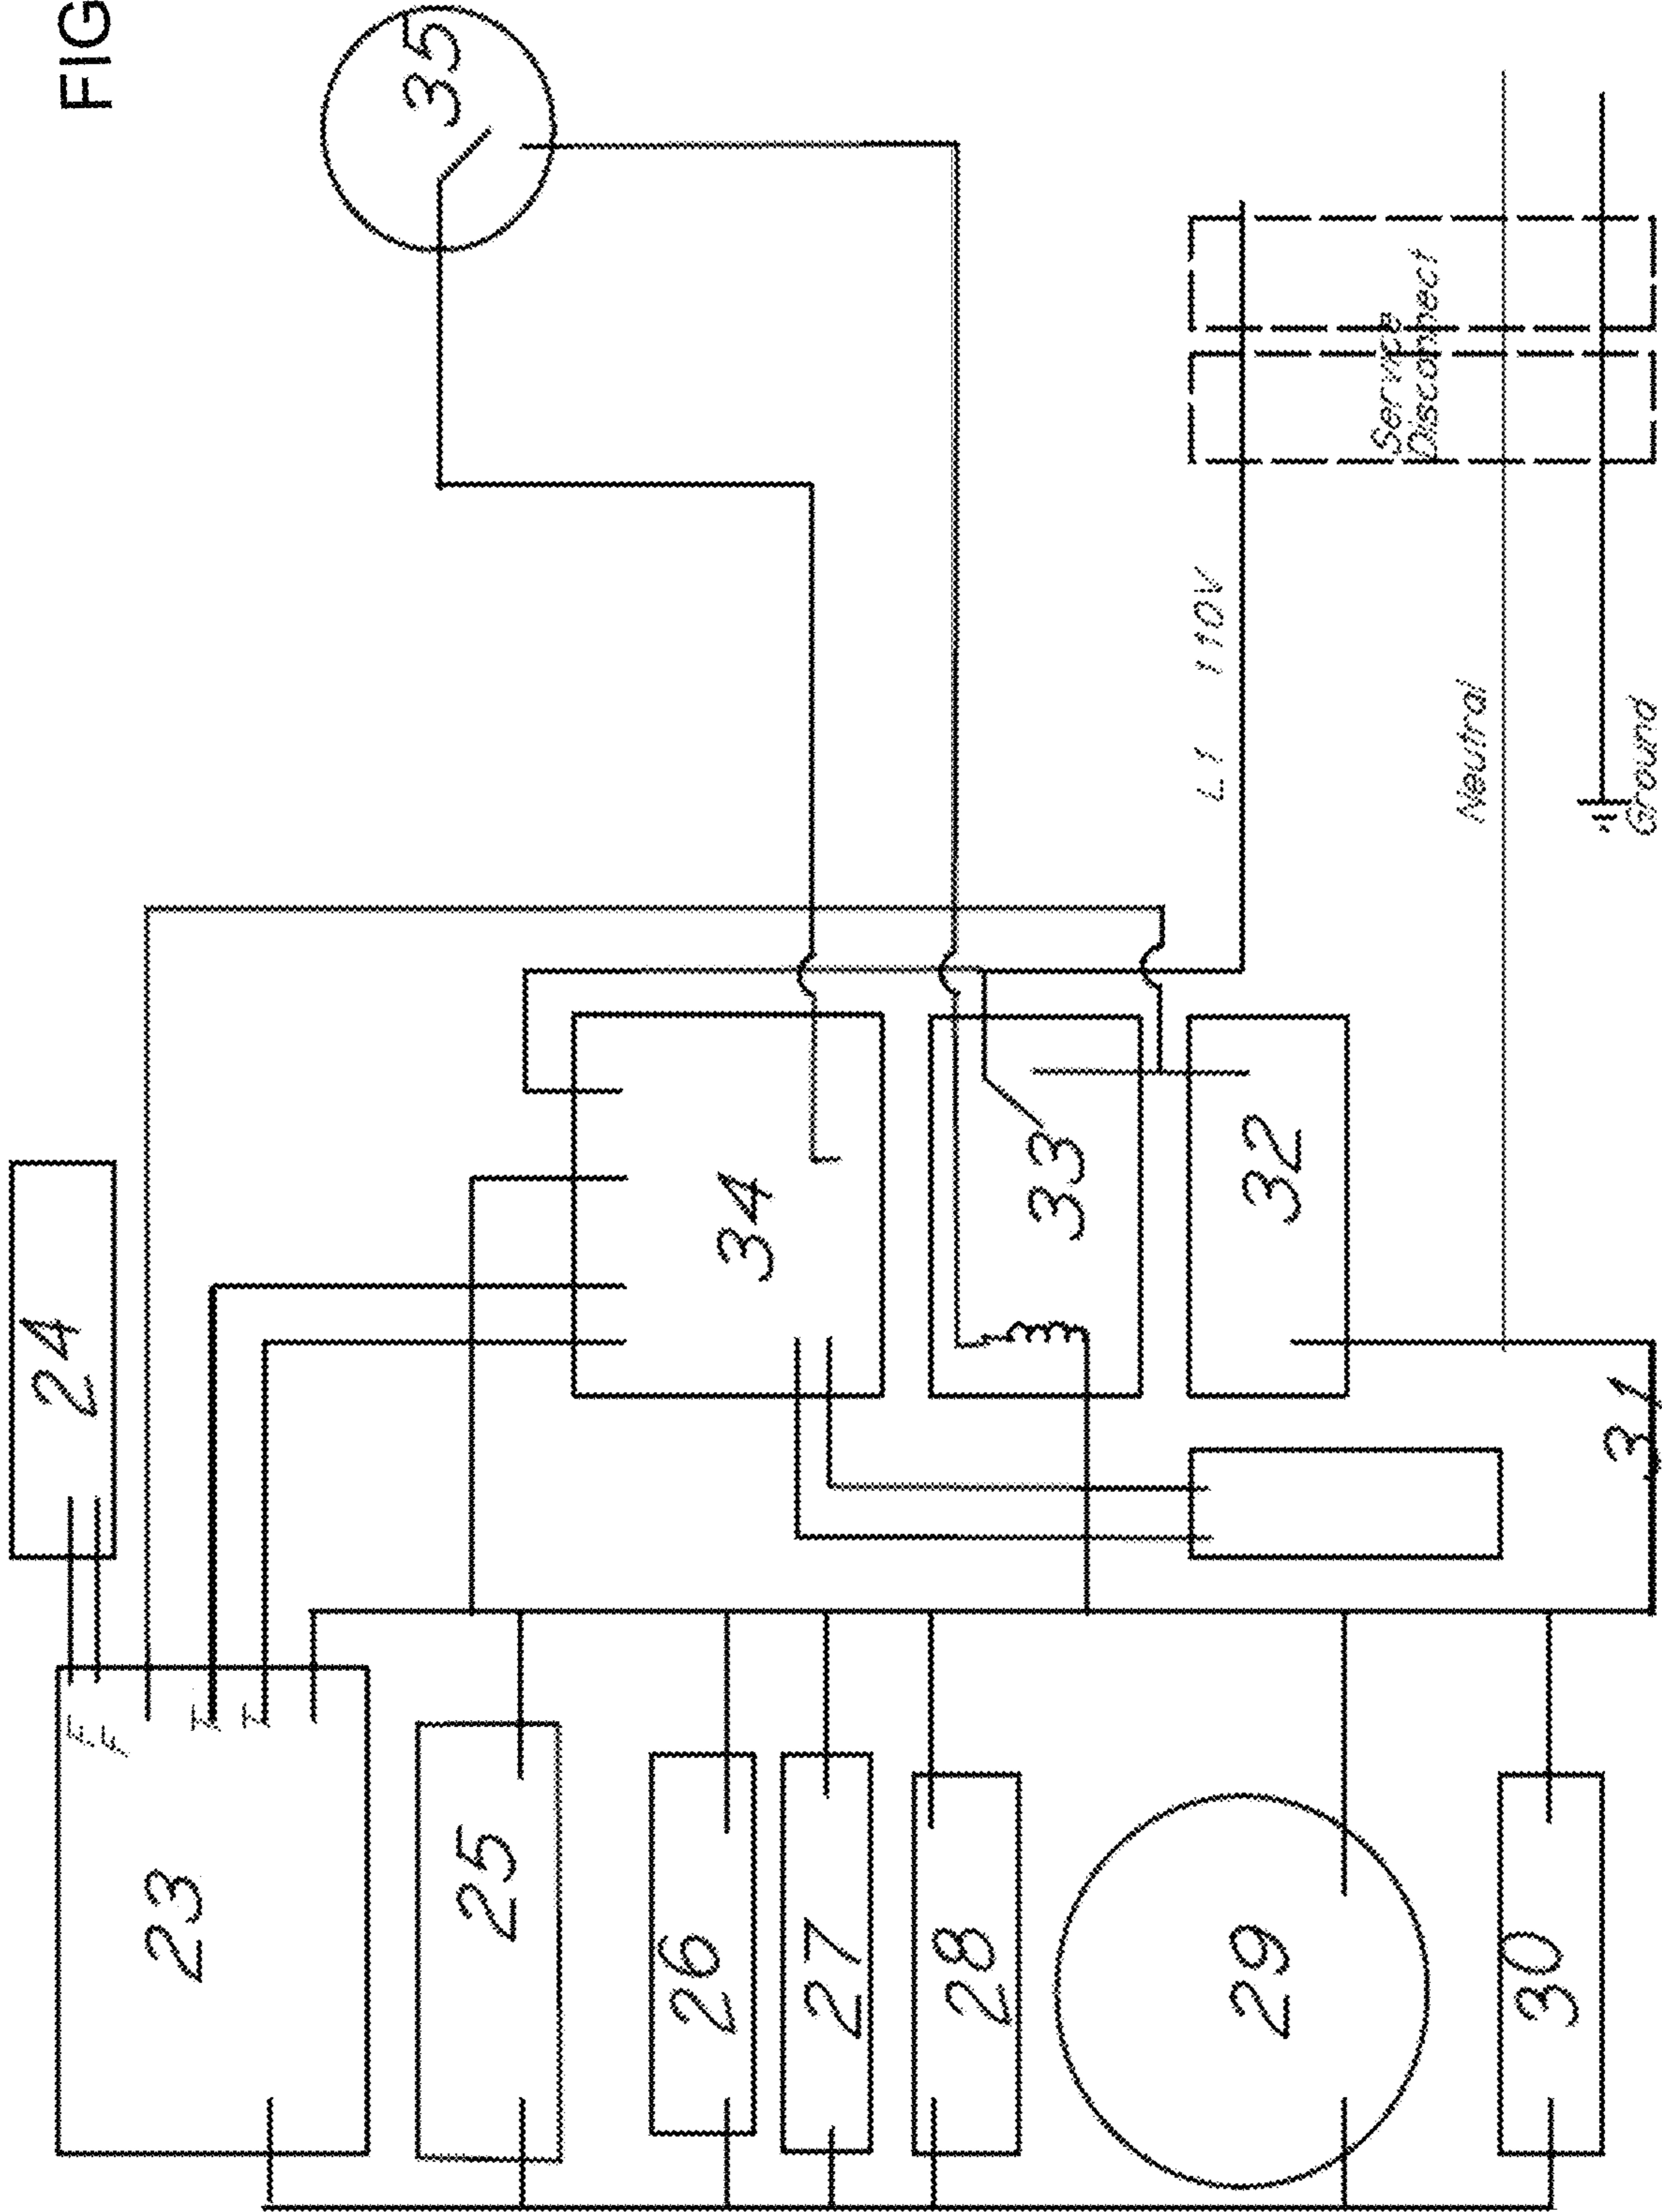 FIG
35
Service
Disconnect
L1 110V
Neutral
Ground
24
34
33
32
31
F
F
T
T
23
25
26
27
28
29
30